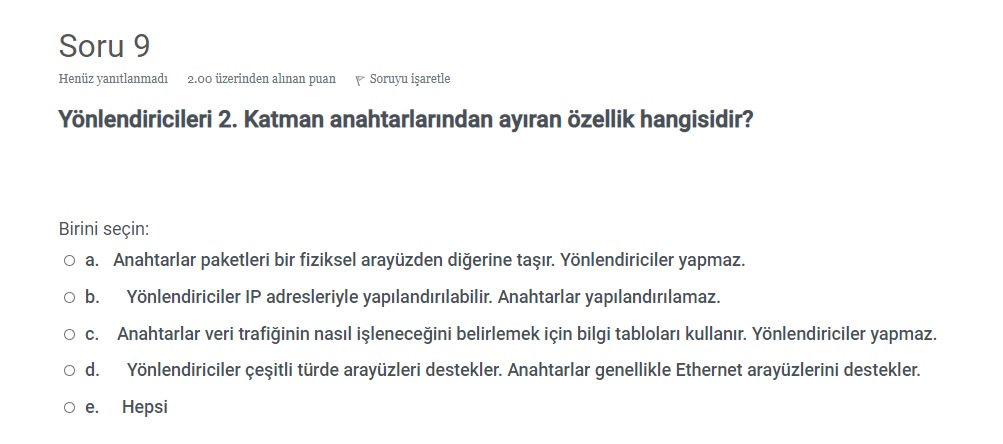 Soru 9
Henüz yanıtlanmadı 2.00 üzerinden alınan puan Soruyu işaretle
Yönlendiricileri 2. Katman anahtarlarından ayıran özellik hangisidir?
Birini seçin:
a. Anahtarlar paketleri bir fiziksel arayüzden diğerine taşır. Yönlendiriciler yapmaz.
b. Yönlendiriciler IP adresleriyle yapılandırılabilir. Anahtarlar yapılandırılamaz.
c. Anahtarlar veri trafiğinin nasıl işleneceğini belirlemek için bilgi tabloları kullanır. Yönlendiriciler yapmaz.
d. Yönlendiriciler çeşitli türde arayüzleri destekler. Anahtarlar genellikle Ethernet arayüzlerini destekler.
e. Hepsi